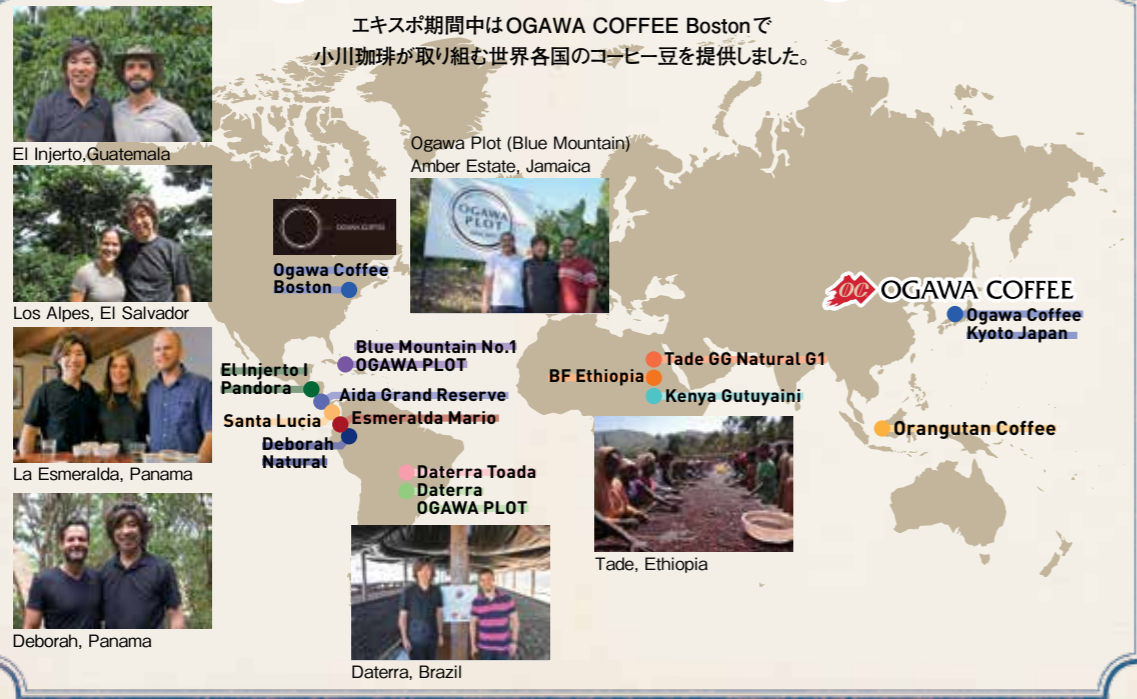 エキスポ期間中はOGAWA COFFEE Bostonで
小川珈琲が取り組む世界各国のコーヒー豆を提供しました。
El Injerto,Guatemala
Los Alpes, El Salvador
La Esmeralda, Panama
Deborah, Panama
Ogawa Plot (Blue Mountain)
Amber Estate, Jamaica
OGAWA
PLOT
OGAWA COFFEE
Ogawa Coffee
Boston
Blue Mountain No.1
OGAWA PLOT
El Injerto I
Pandora
Aida Grand Reserve
Santa Lucia
Esmeralda Mario
Deborah
Natural
Daterra Toada
Daterra
OGAWA PLOT
Daterra, Brazil
Tade GG Natural G1
BF Ethiopia
Kenya Gutuyaini
Tade, Ethiopia
OC OGAWA COFFEE
Ogawa Coffee
Kyoto Japan
Orangutan Coffee